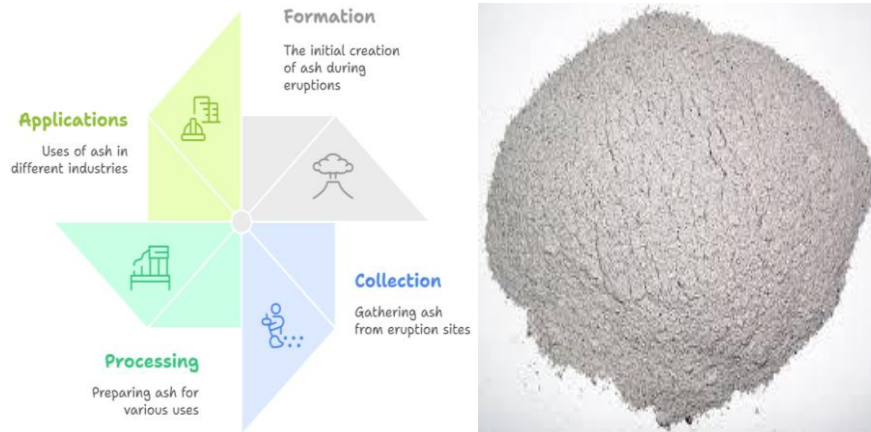 Formation
The initial creation
of ash during
eruptions
Applications
Uses of ash in
different industries
Collection
Gathering ash
from eruption sites
Processing
Preparing ash for
various uses